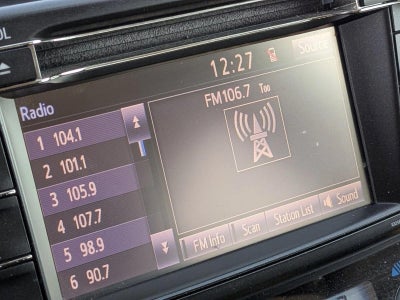 OL
12:27
Source
Radio
FM106.7 Too
1 104.1
2 101.1
3 105.9
4 107.7
5 98.9
6 90.7
FM Info
Scan
Station List
Sound